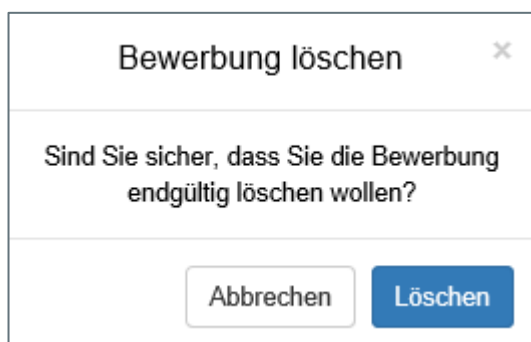 Bewerbung löschen ×
Sind Sie sicher, dass Sie die Bewerbung
endgültig löschen wollen?
Abbrechen Löschen